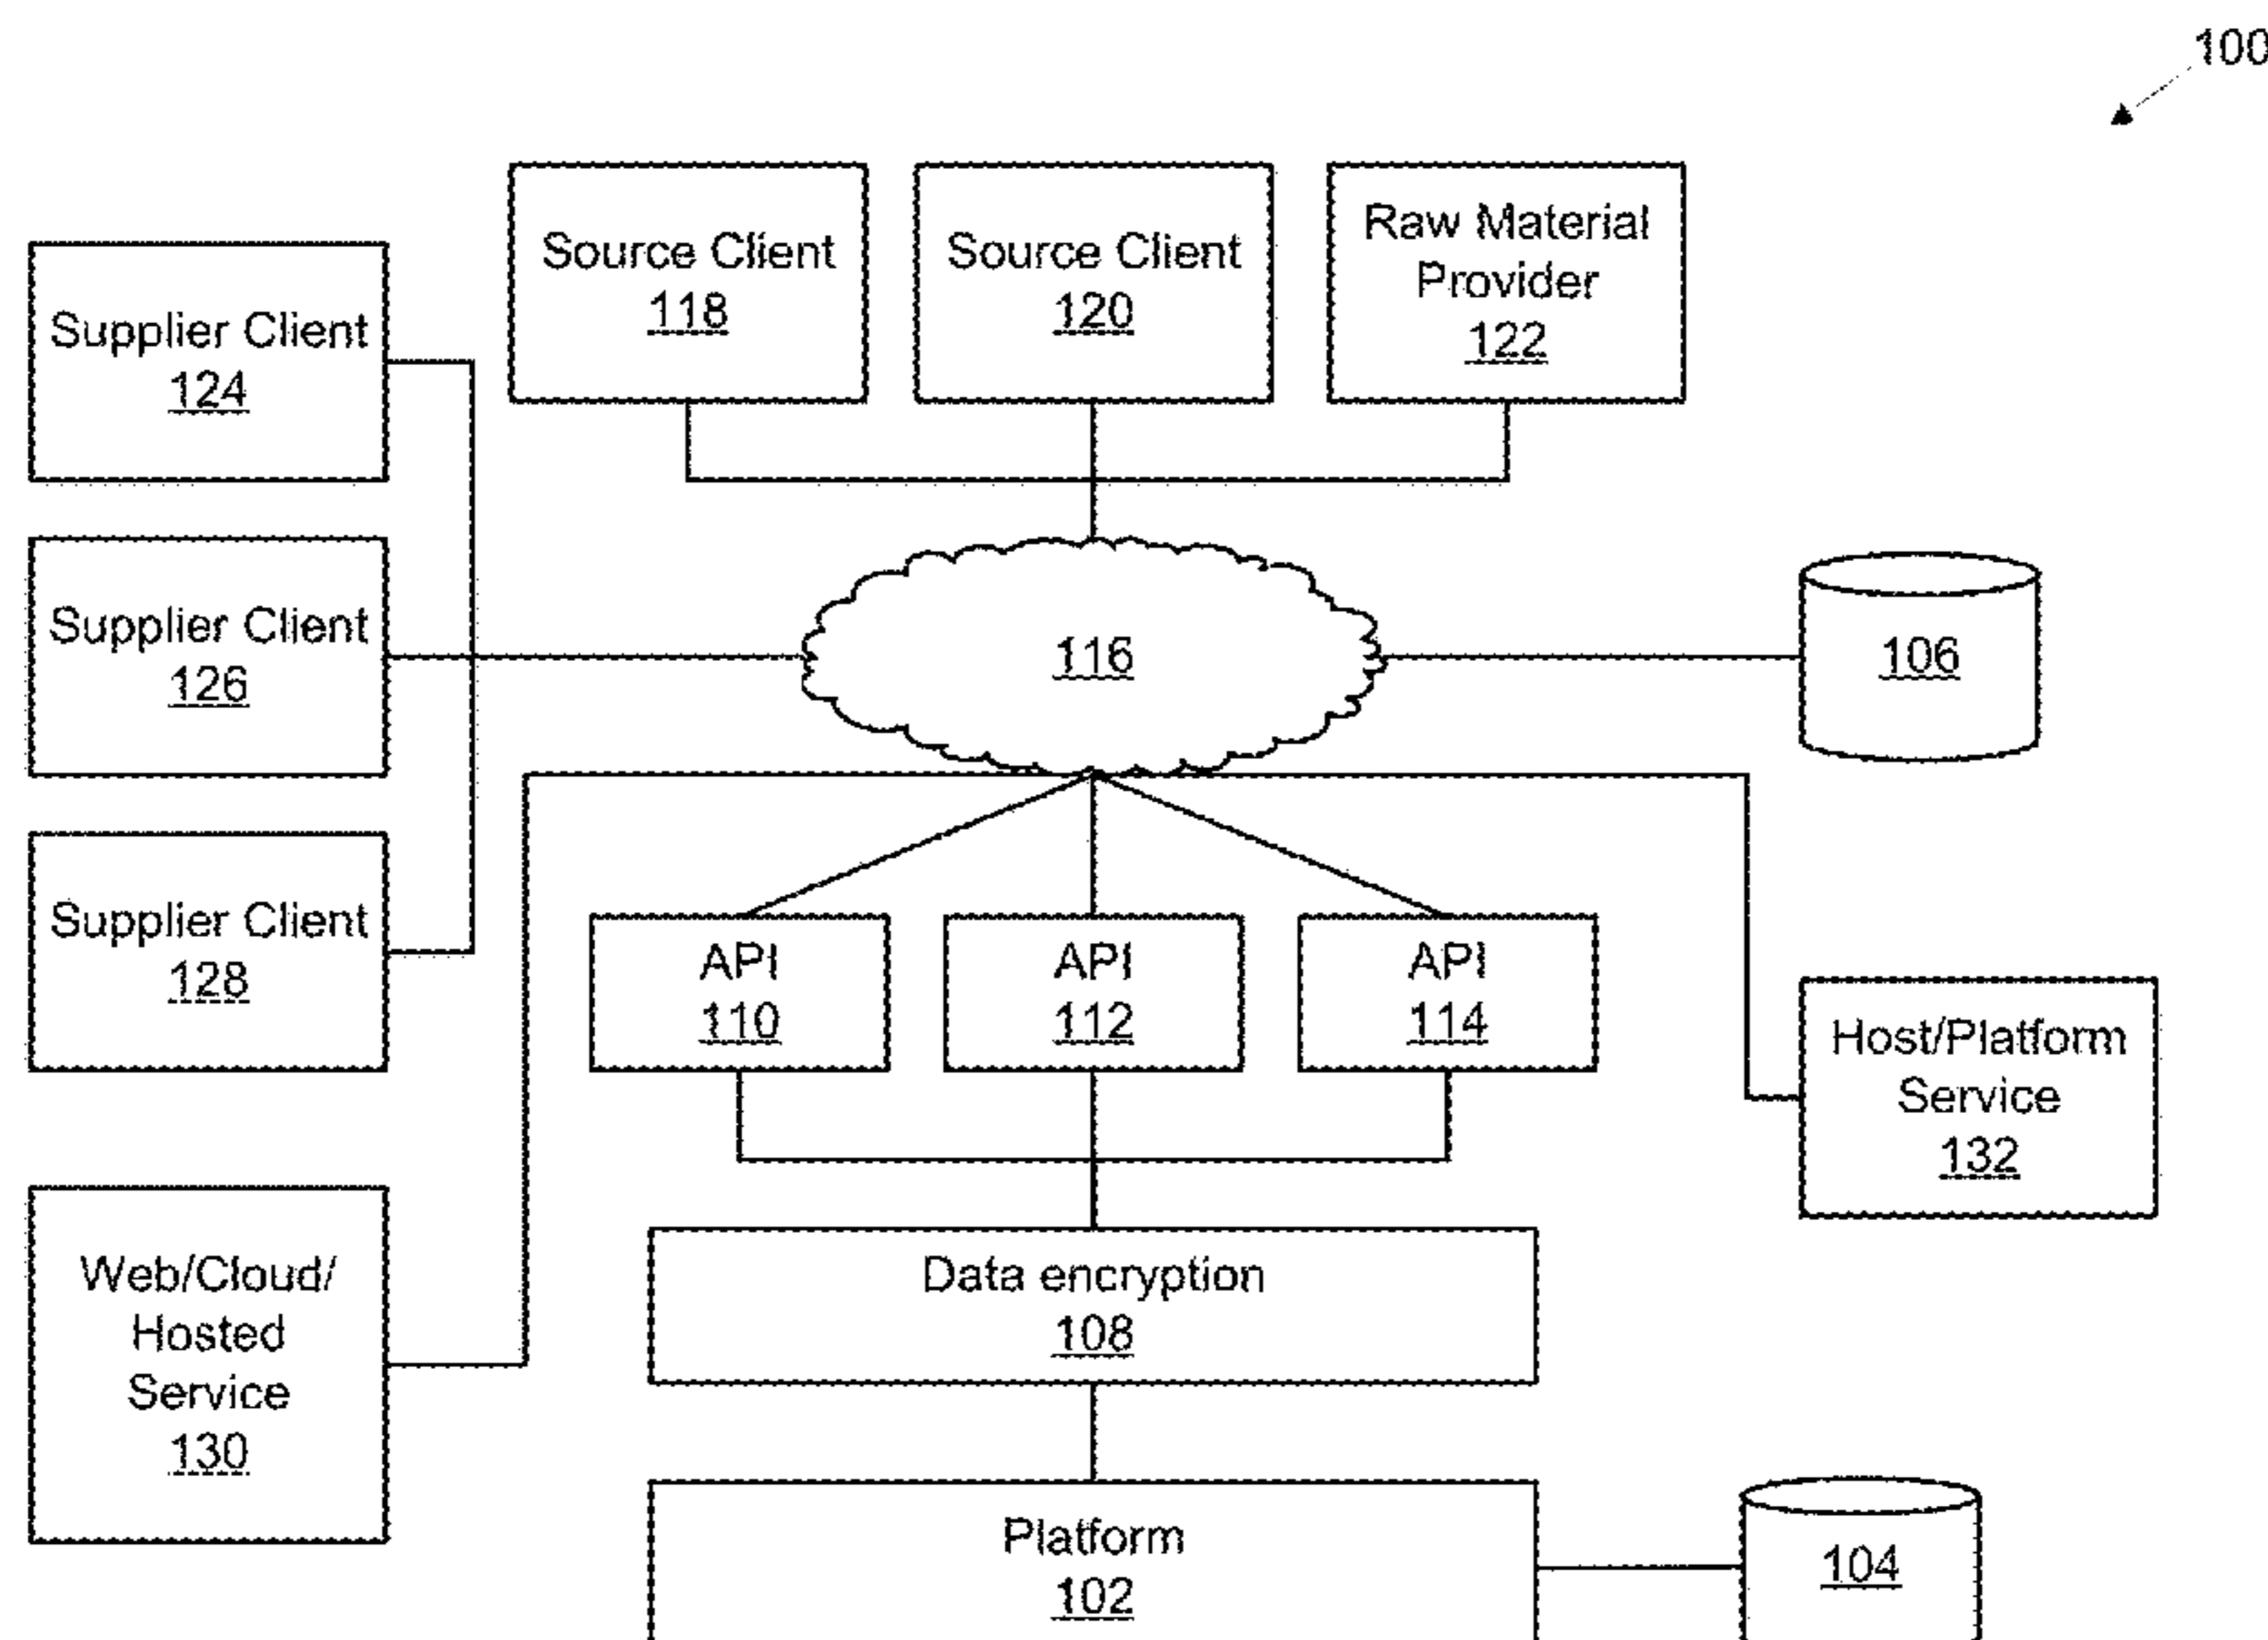 100
Source Client
118
Source Client
120
Raw Material
Provider
122
Supplier Client
124
Supplier Client
126
116
106
Supplier Client
128
API
110
API
112
API
114
Host/Platform
Service
132
Web/Cloud/
Hosted
Service
130
Data encryption
108
Platform
102
104